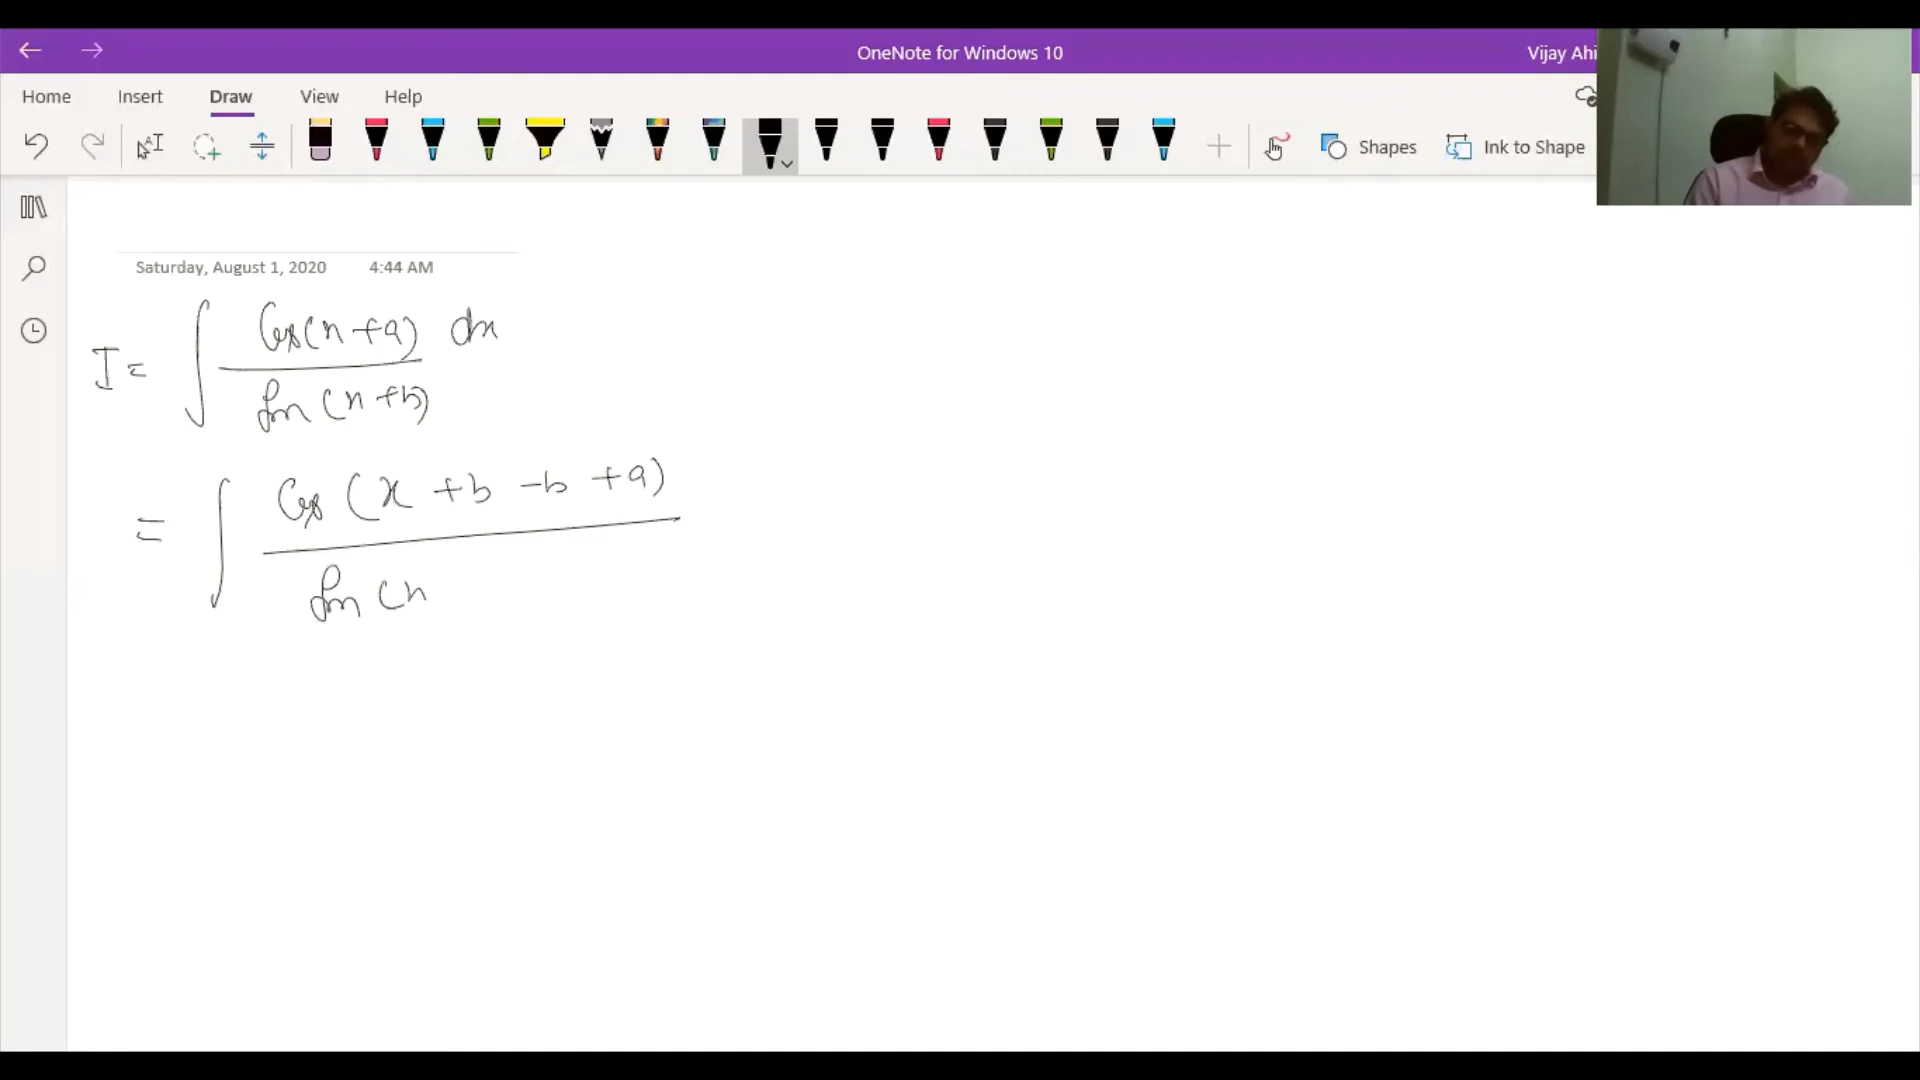 OneNote for Windows 10
Vijay Ahi
Home Insert Draw View Help
Shapes Ink to Shape
Saturday, August 1, 2020 4:44 AM
I = ∫ Cos(x+a) dx
Sin(x+b)
= ∫ Cos(x+b-b+a)
Sin(x